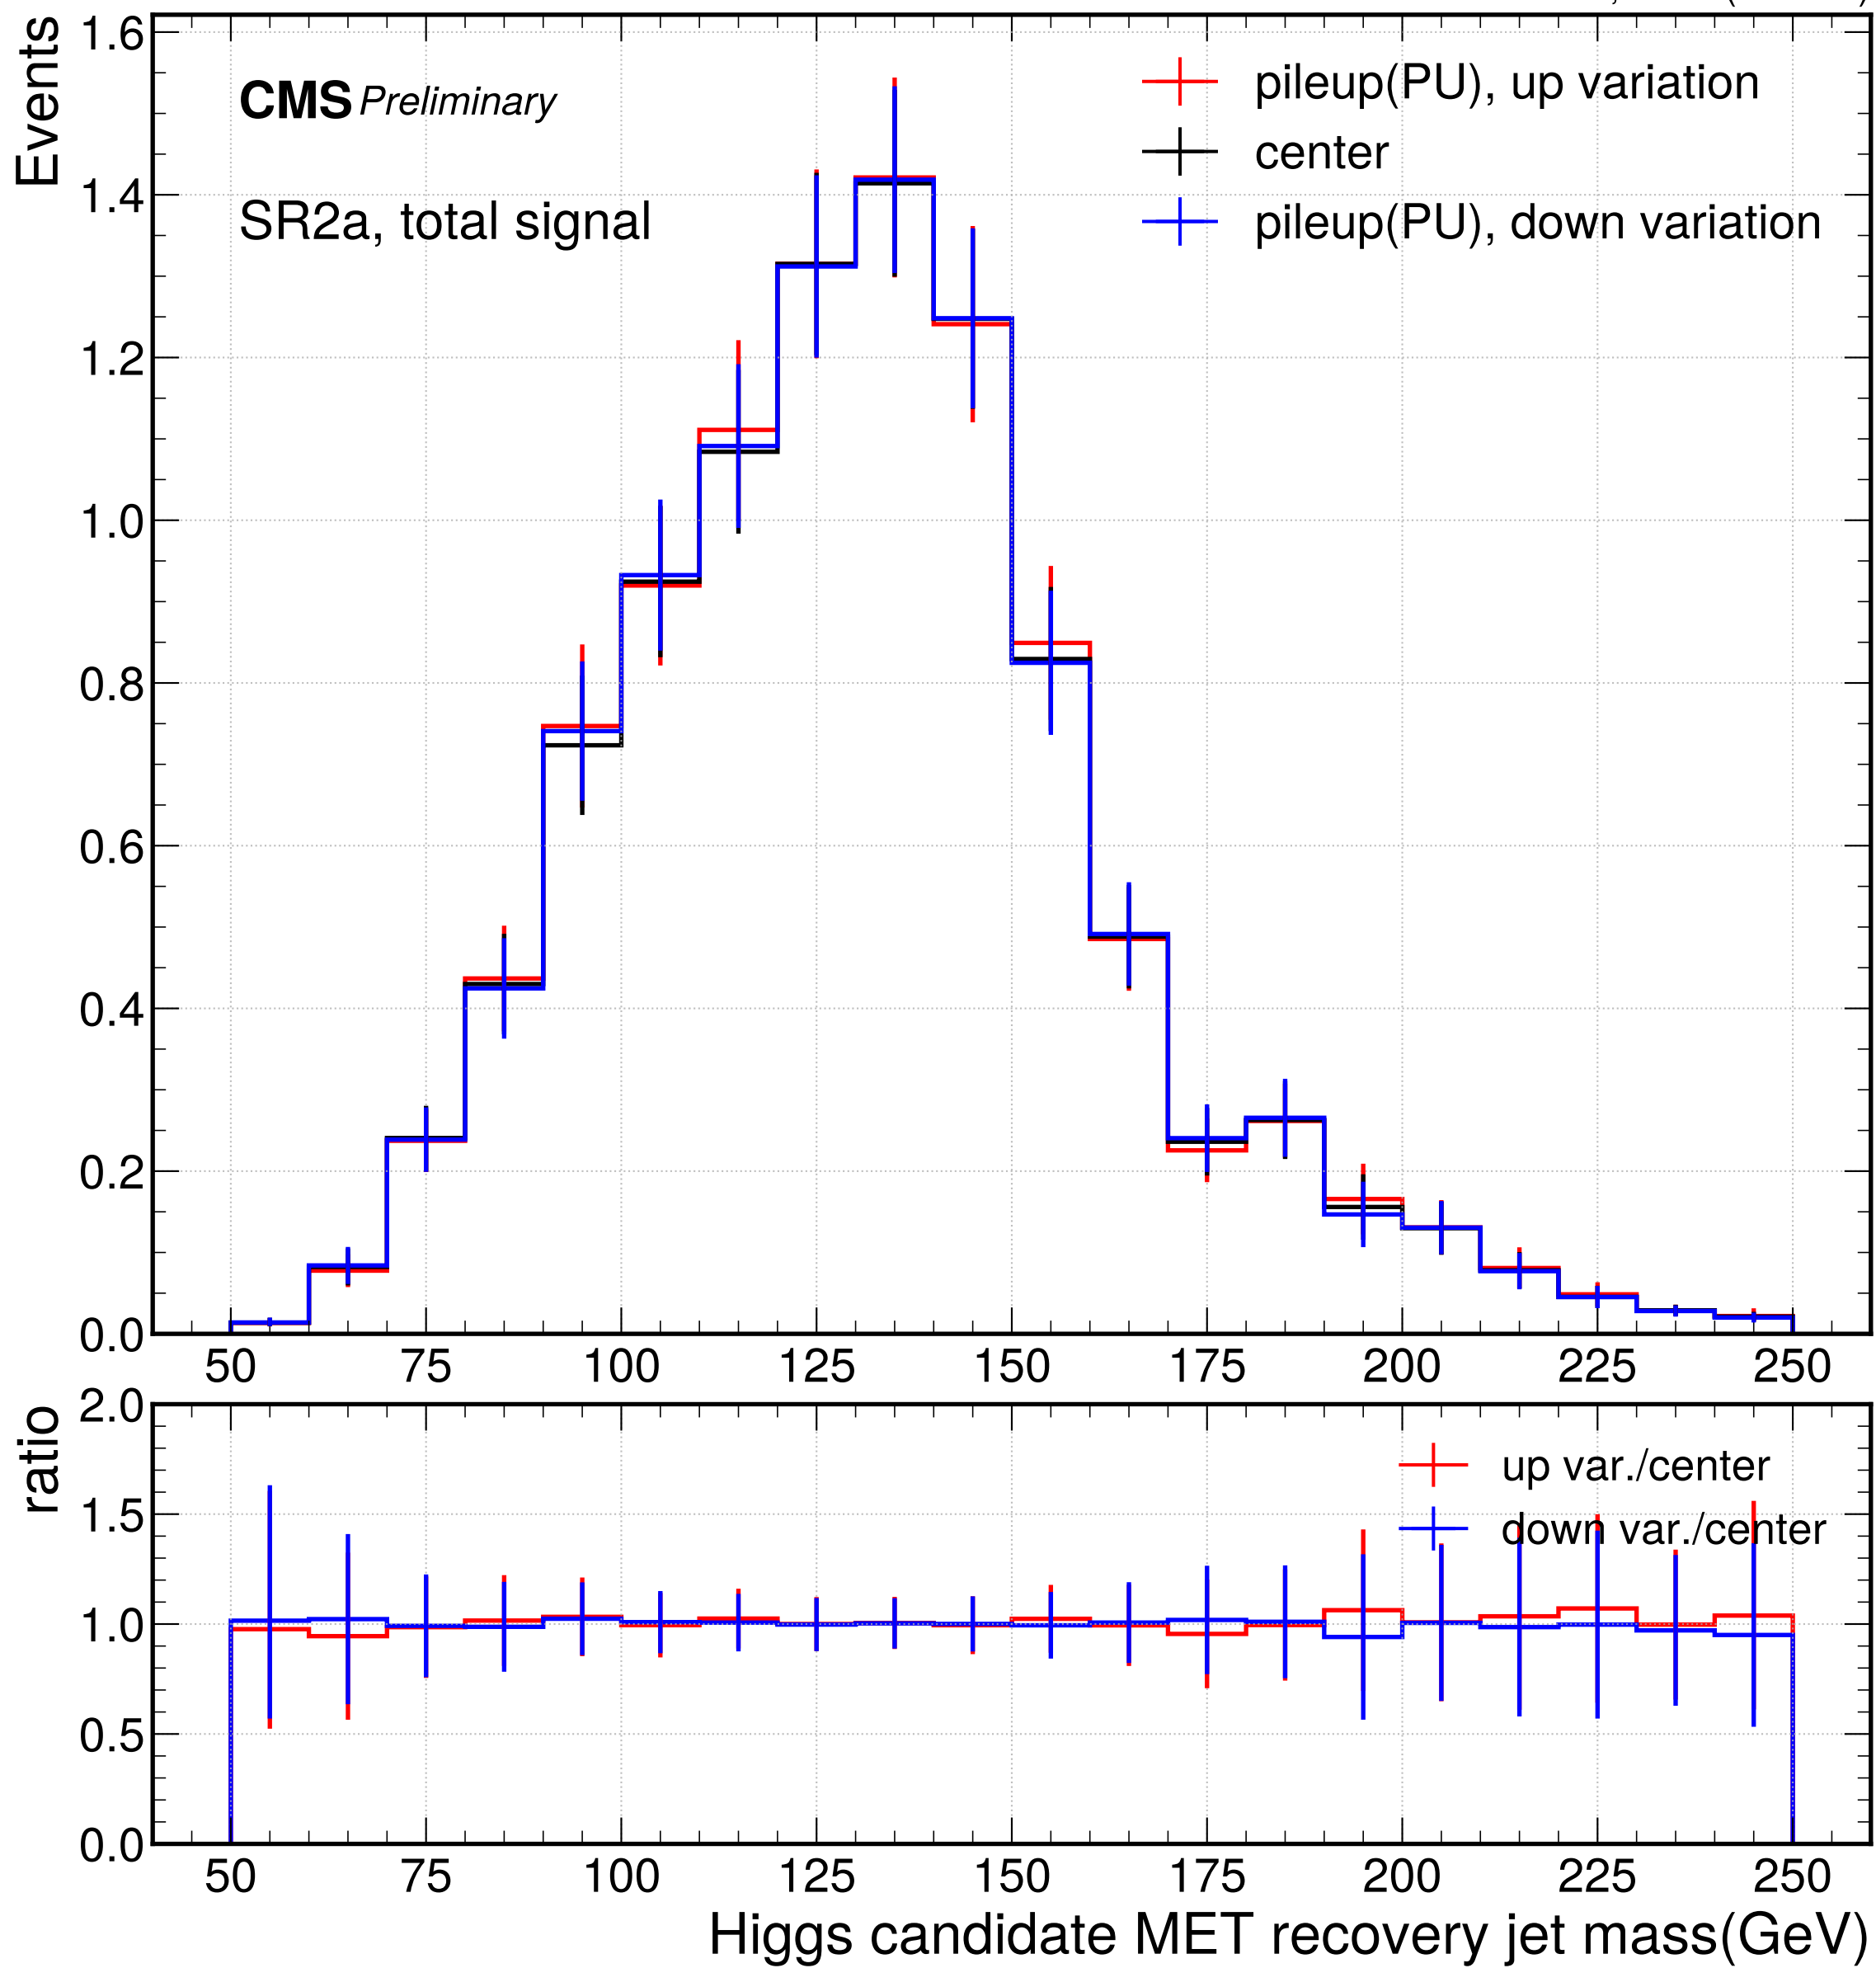 Events
1.6
1.4
1.2
1.0
0.8
0.6
0.4
0.2
0.0
CMS Preliminary
SR2a, total signal
pileup(PU), up variation
center
pileup(PU), down variation
50 75 100 125 150 175 200 225 250
ratio
2.0
1.5
1.0
0.5
0.0
up var./center
down var./center
50 75 100 125 150 175 200 225 250
Higgs candidate MET recovery jet mass(GeV)